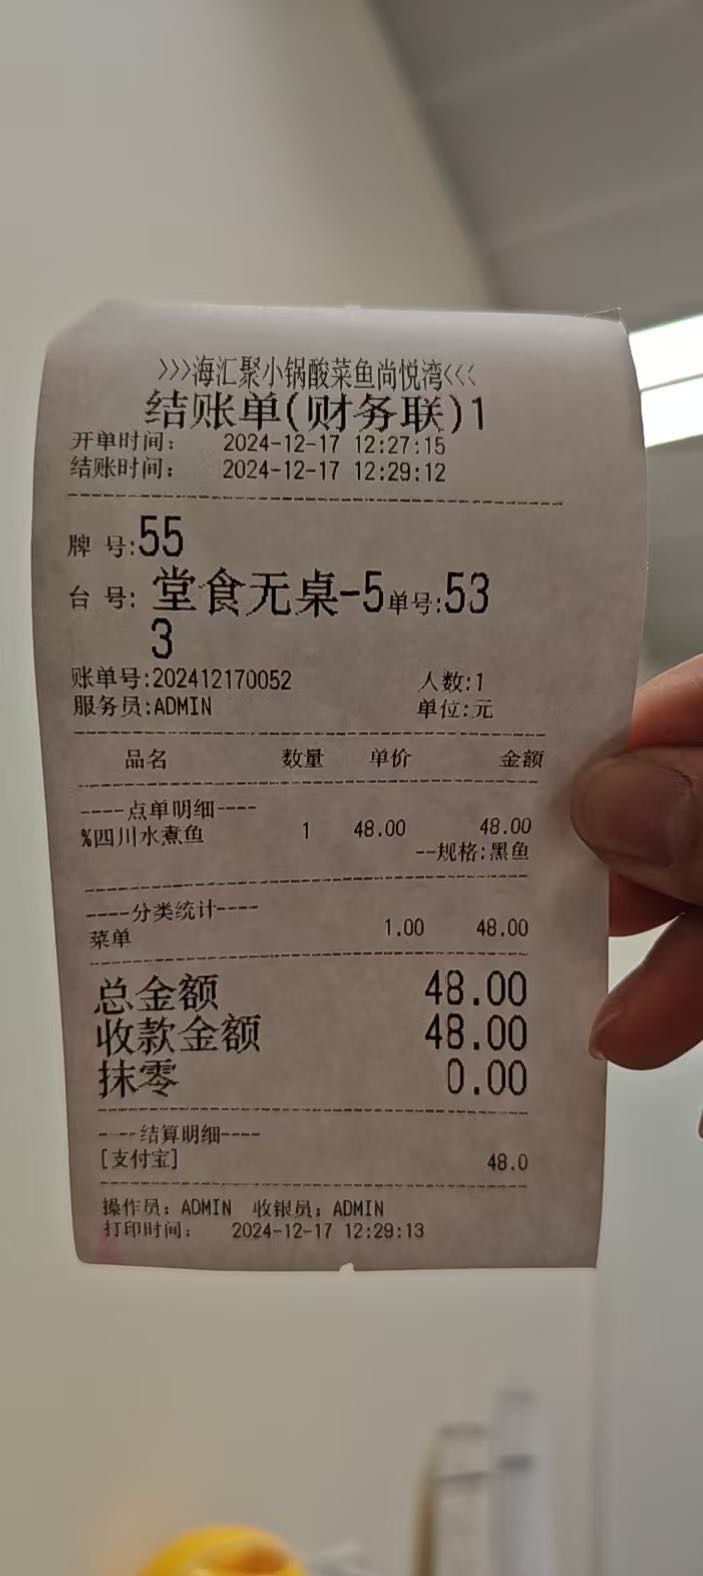 >>>海汇聚小锅酸菜鱼尚悦湾<<<
结账单(财务联)1
开单时间: 2024-12-17 12:27:15
结账时间: 2024-12-17 12:29:12
牌 号:55
台 号: 堂食无桌-5单号:53
3
账单号:202412170052 人数:1
服务员:ADMIN 单位:元
品名 数量 单价 金额
----点单明细----
%四川水煮鱼 1 48.00 48.00
--规格:黑鱼
----分类统计----
菜单 1.00 48.00
总金额 48.00
收款金额 48.00
抹零 0.00
----结算明细----
[支付宝] 48.0
操作员: ADMIN 收银员: ADMIN
打印时间: 2024-12-17 12:29:13